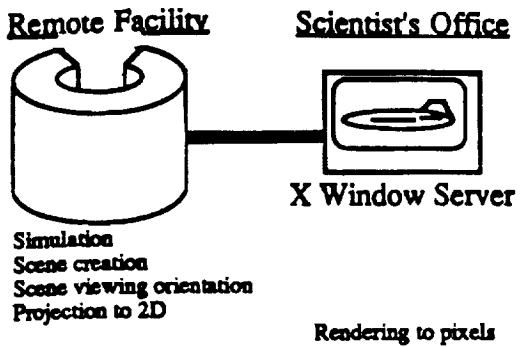 Remote Facility
Scientist's Office
X Window Server
Simulation
Scene creation
Scene viewing orientation
Projection to 2D
Rendering to pixels